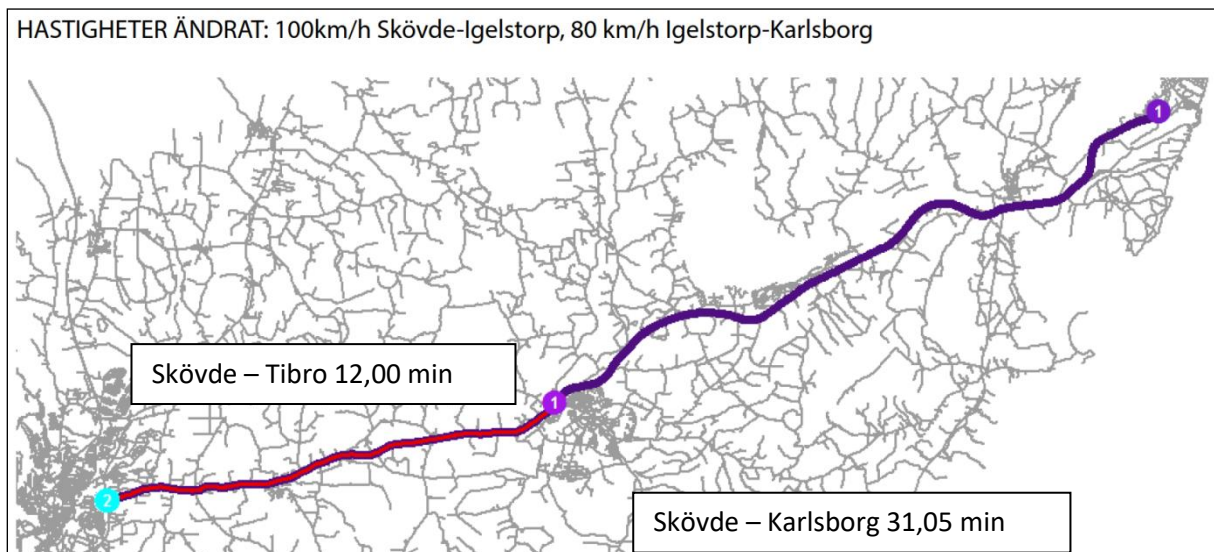 HASTIGHETER ÄNDRAT: 100km/h Skövde-Igelstorp, 80 km/h Igelstorp-Karlsborg
1
Skövde – Tibro 12,00 min
1
2
Skövde – Karlsborg 31,05 min